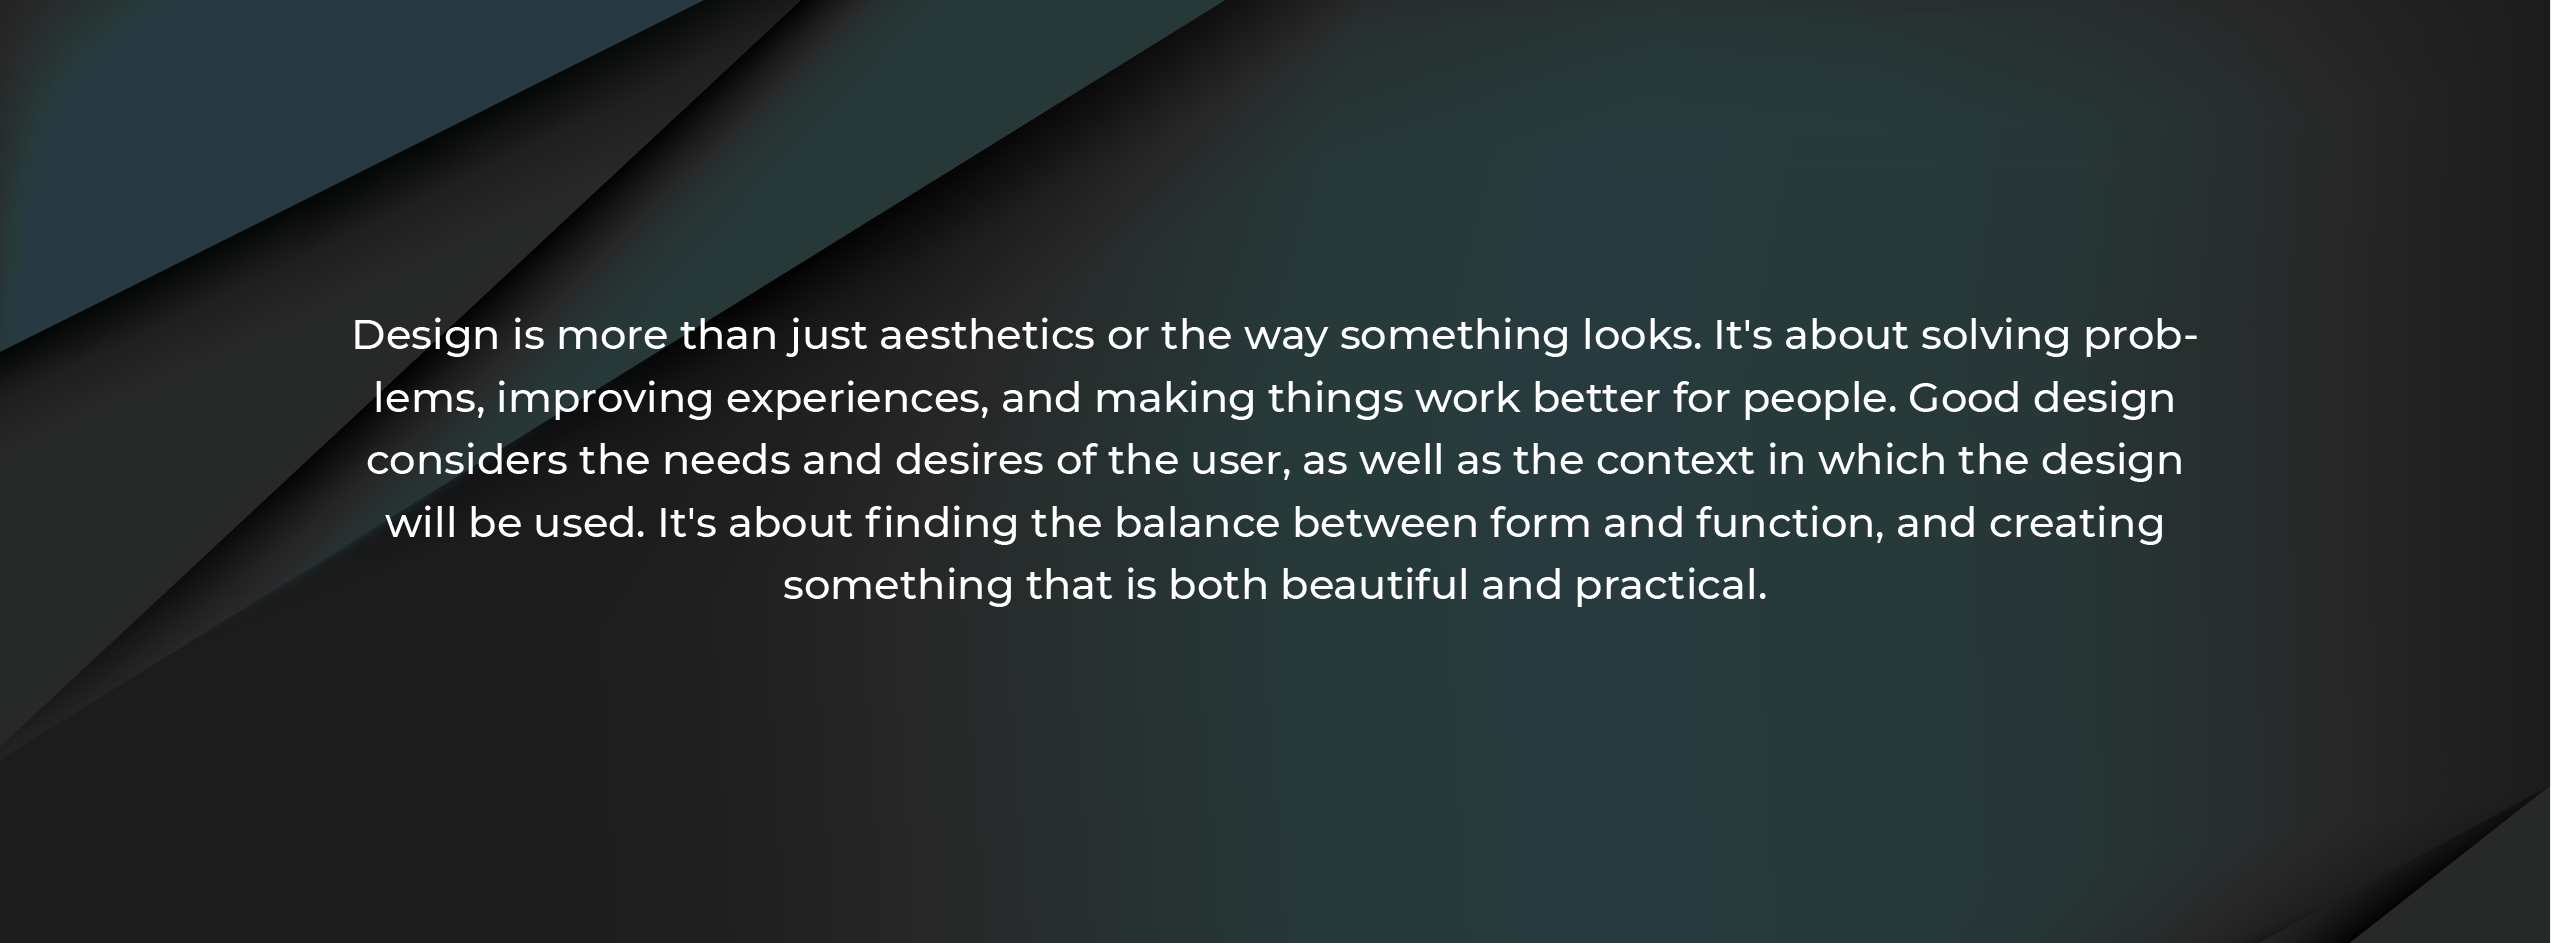 Design is more than just aesthetics or the way something looks. It's about solving prob-
lems, improving experiences, and making things work better for people. Good design
considers the needs and desires of the user, as well as the context in which the design
will be used. It's about finding the balance between form and function, and creating
something that is both beautiful and practical.